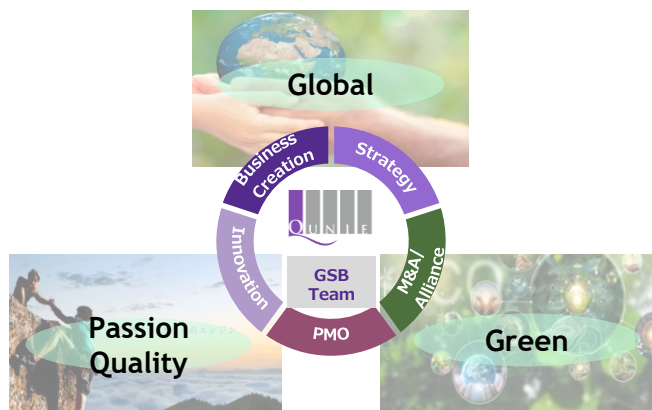 Global
Business
Creation
Strategy
QUNIE
Innovation
M&A/
Alliance
GSB
Team
PMO
Passion
Quality
Green